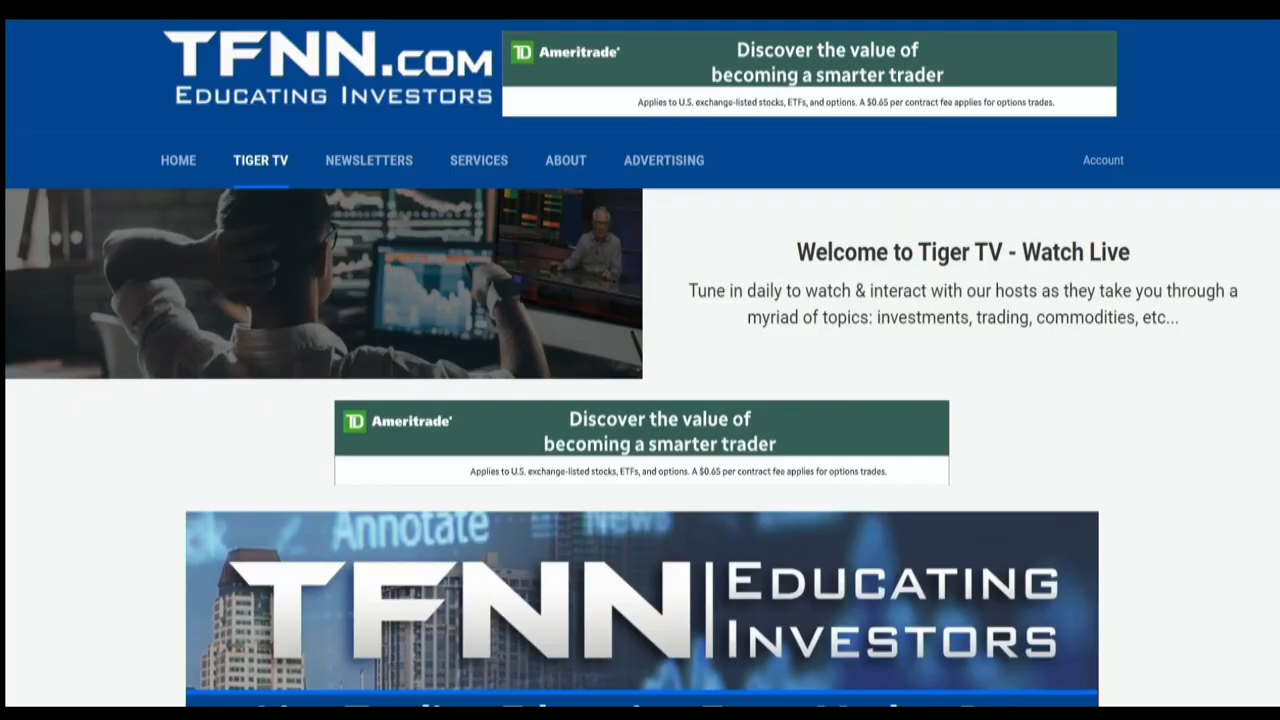 TFNN.COM
EDUCATING INVESTORS
TD Ameritrade
Discover the value of
becoming a smarter trader
Applies to U.S. exchange-listed stocks, ETFs, and options. A $0.65 per contract fee applies for options trades.
HOME TIGER TV NEWSLETTERS SERVICES ABOUT ADVERTISING Account
Welcome to Tiger TV - Watch Live
Tune in daily to watch & interact with our hosts as they take you through a
myriad of topics: investments, trading, commodities, etc...
TD Ameritrade
Discover the value of
becoming a smarter trader
Applies to U.S. exchange-listed stocks, ETFs, and options. A $0.65 per contract fee applies for options trades.
Annotate News
TFNN EDUCATING
INVESTORS